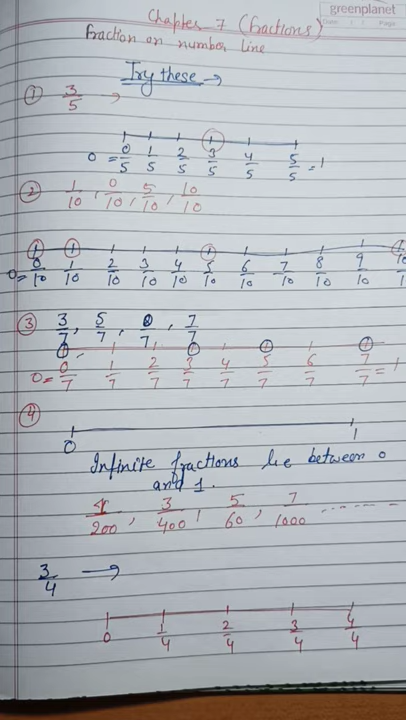 greenplanet
Date: Page:
Chapter 7 (fractions)
fraction on number line
Try these →
① 3/5 →
0 = 0/5 1/5 2/5 3/5 4/5 5/5 = 1
② 1/10, 0/10, 5/10, 10/10
0 = 0/10 1/10 2/10 3/10 4/10 5/10 6/10 7/10 8/10 9/10 10/1
③ 3/7, 5/7, 0/7, 7/7
0 = 0/7 1/7 2/7 3/7 4/7 5/7 6/7 7/7 = 1
④
0 1
Infinite fractions lie between 0
and 1.
/200, 3/400, 5/60, 7/1000 ........
3/4 →
0 1/4 2/4 3/4 4/4